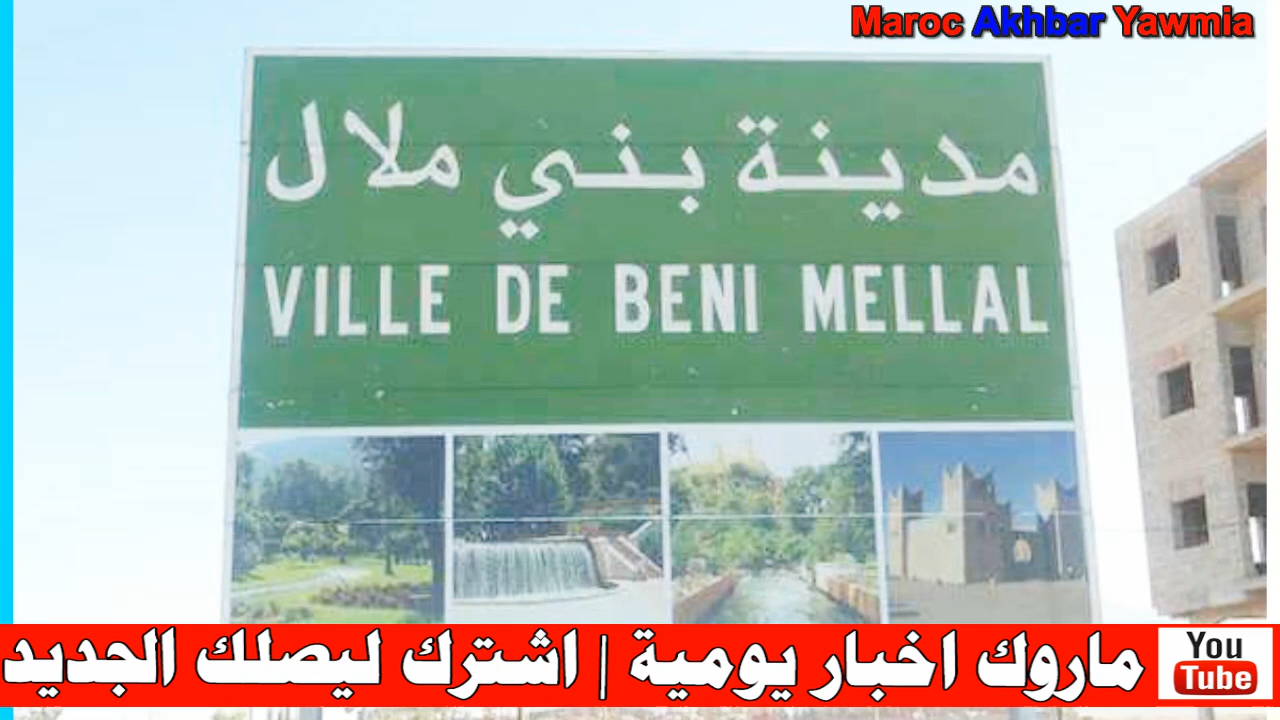 Maroc Akhbar Yawmia
مدينة بني ملال
VILLE DE BENI MELLAL
ماروك اخبار يومية | اشترك ليصلك الجديد
You
Tube